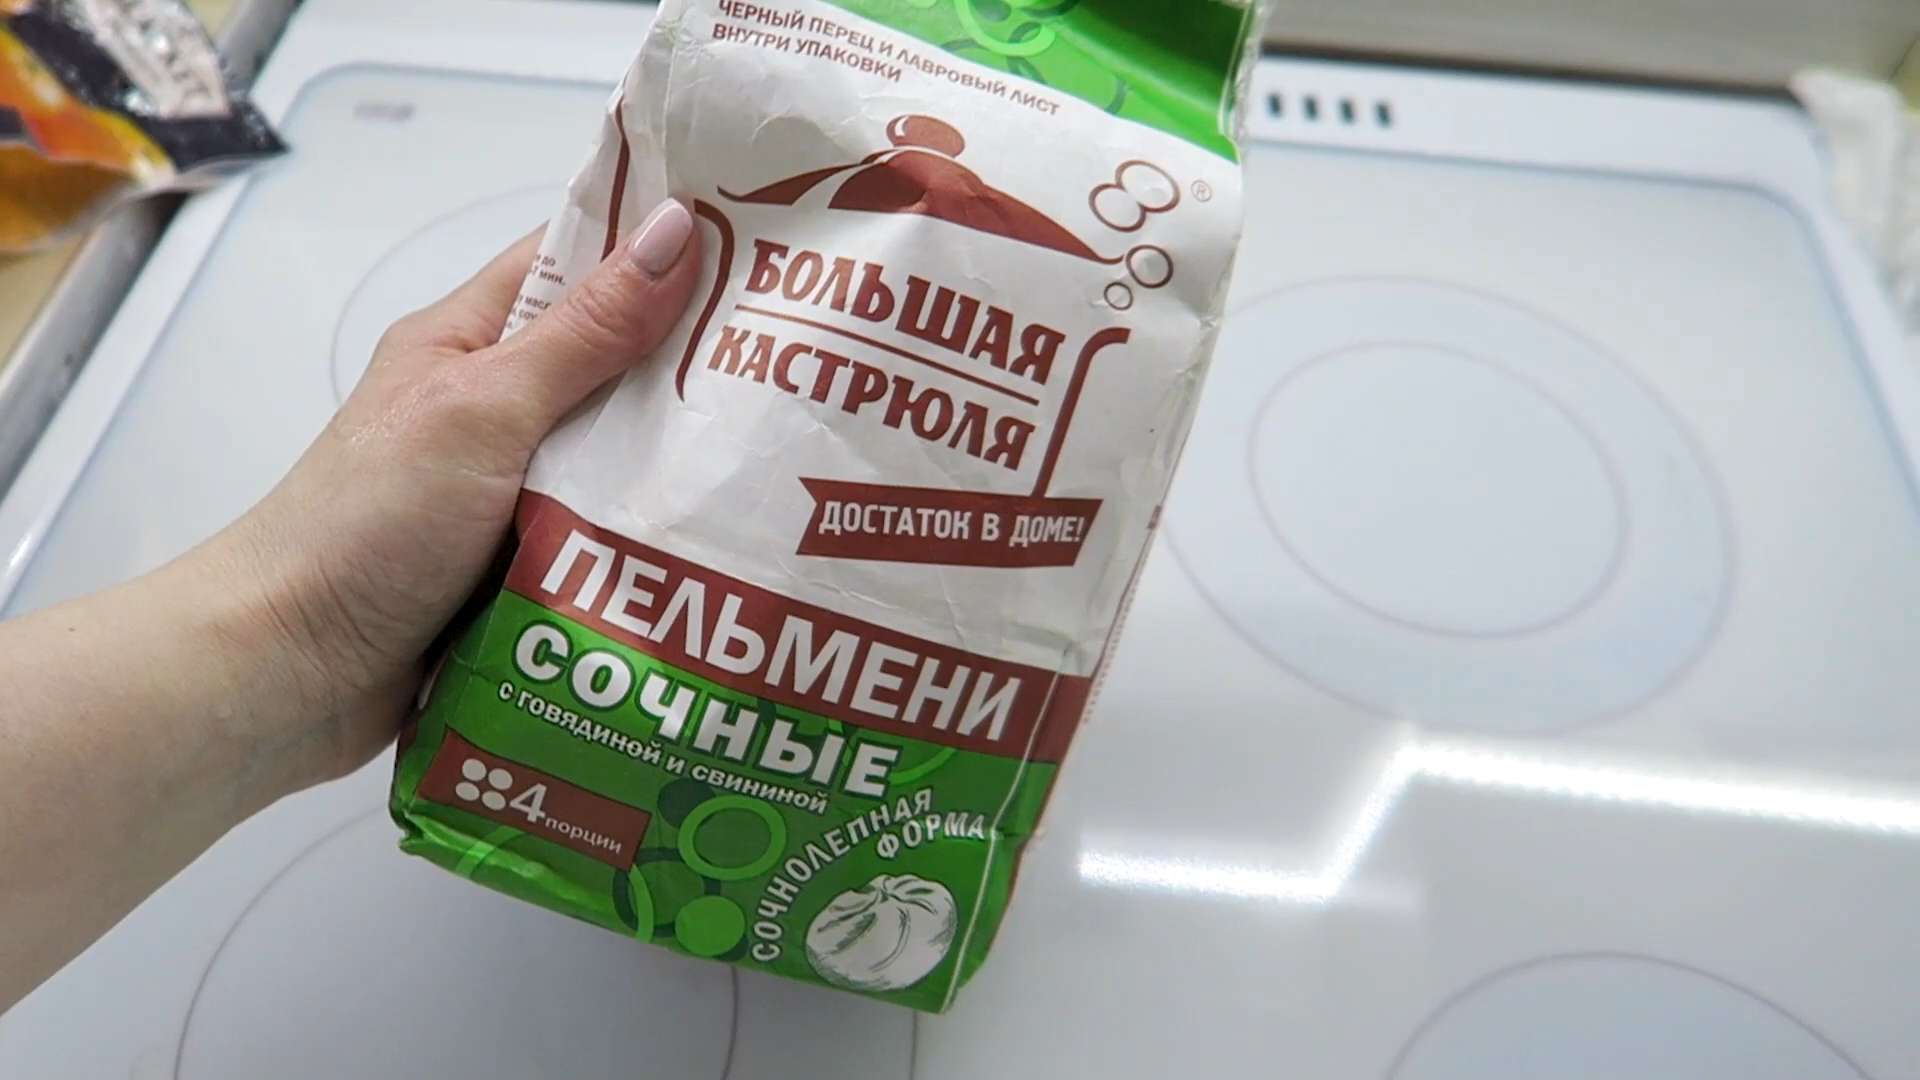 ЧЕРНЫЙ ПЕРЕЦ И ЛАВРОВЫЙ ЛИСТ
ВНУТРИ УПАКОВКИ
®
БОЛЬШАЯ
КАСТРЮЛЯ
ДОСТАТОК В ДОМЕ!
ПЕЛЬМЕНИ
СОЧНЫЕ
С ГОВЯДИНОЙ И СВИНИНОЙ
4 порции
СОЧНОЛЕПНАЯ
ФОРМА